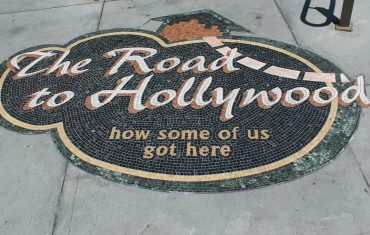 The Road
to Hollywood
how some of us
got here